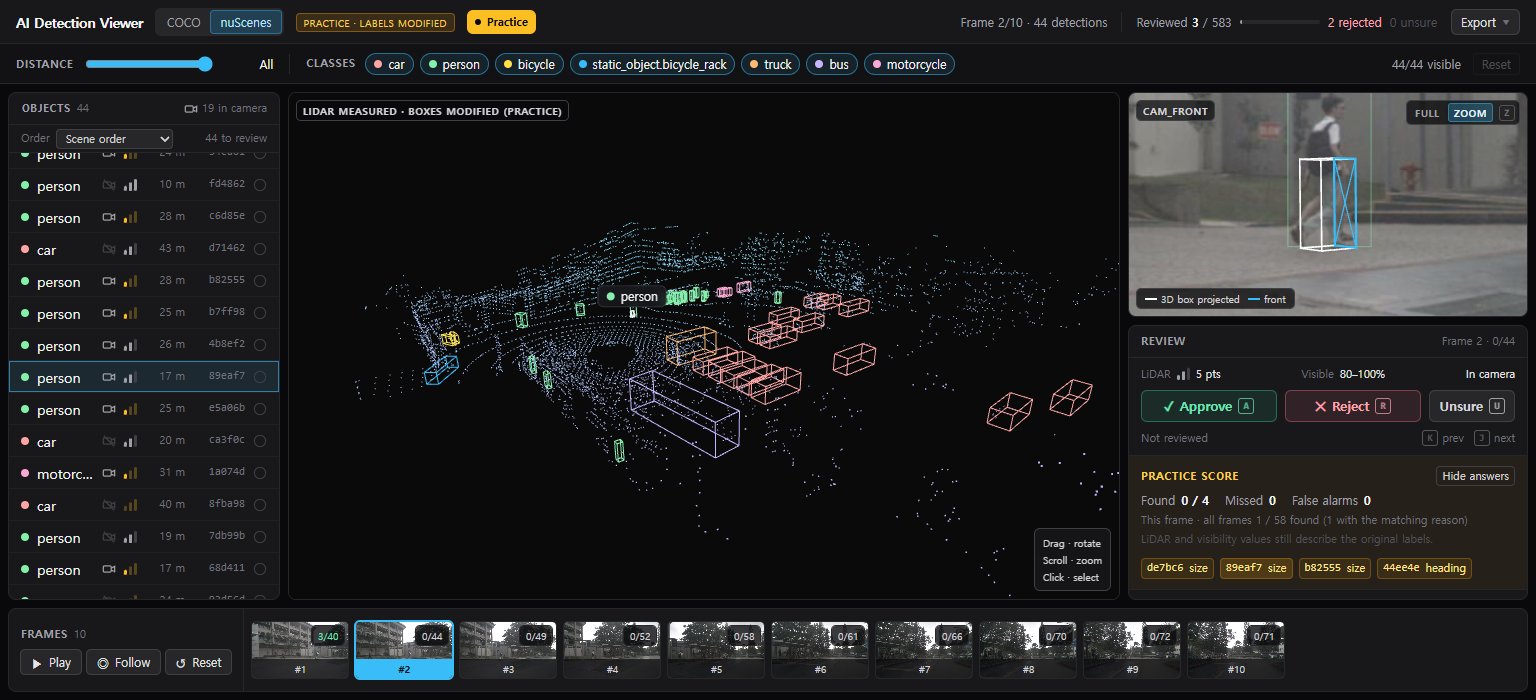 AI Detection Viewer COCO nuScenes PRACTICE · LABELS MODIFIED Practice Frame 2/10 · 44 detections Reviewed 3 / 583 2 rejected 0 unsure Export
DISTANCE All CLASSES car person bicycle static_object.bicycle_rack truck bus motorcycle 44/44 visible Reset
OBJECTS 44 19 in camera
Order Scene order 44 to review
person 24 m
person 10 m fd4862
person 28 m c6d85e
car 43 m d71462
person 28 m b82555
person 25 m b7ff98
person 26 m 4b8ef2
person 17 m 89eaf7
person 25 m e5a06b
car 20 m ca3f0c
motorc... 31 m 1a074d
car 40 m 8fba98
person 19 m 7db99b
person 17 m 68d411
LIDAR MEASURED · BOXES MODIFIED (PRACTICE)
person
Drag · rotate
Scroll · zoom
Click · select
CAM_FRONT FULL ZOOM Z
3D box projected front
REVIEW Frame 2 · 0/44
LiDAR 5 pts Visible 80–100% In camera
✓ Approve A ✕ Reject R Unsure U
Not reviewed K prev J next
PRACTICE SCORE Hide answers
Found 0 / 4 Missed 0 False alarms 0
This frame · all frames 1 / 58 found (1 with the matching reason)
LiDAR and visibility values still describe the original labels.
de7bc6 size 89eaf7 size b82555 size 44ee4e heading
FRAMES 10
Play Follow Reset
3/40 0/44 0/49 0/52 0/58 0/61 0/66 0/70 0/72 0/71
#1 #2 #3 #4 #5 #6 #7 #8 #9 #10